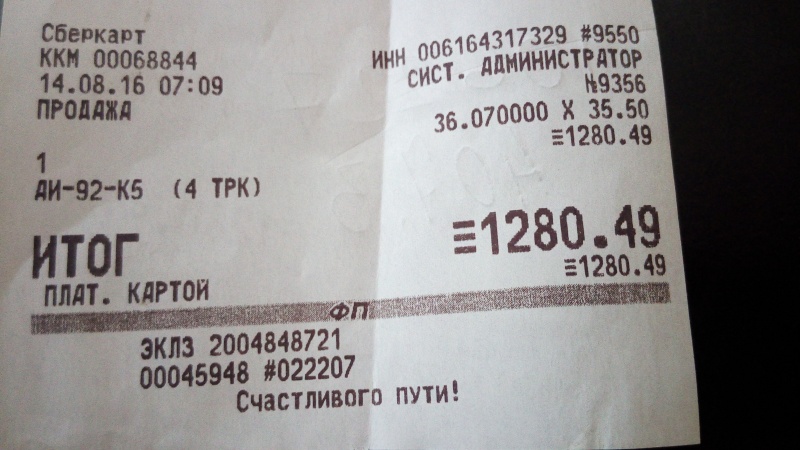 Сберкарт
ККМ 00068844 ИНН 006164317329 #9550
14.08.16 07:09 СИСТ. АДМИНИСТРАТОР
ПРОДАЖА №9356
36.070000 X 35.50
1 ≡1280.49
АИ-92-К5 (4 ТРК)
ИТОГ ≡1280.49
ПЛАТ. КАРТОЙ ≡1280.49
ФП
ЭКЛЗ 2004848721
00045948 #022207
Счастливого пути!